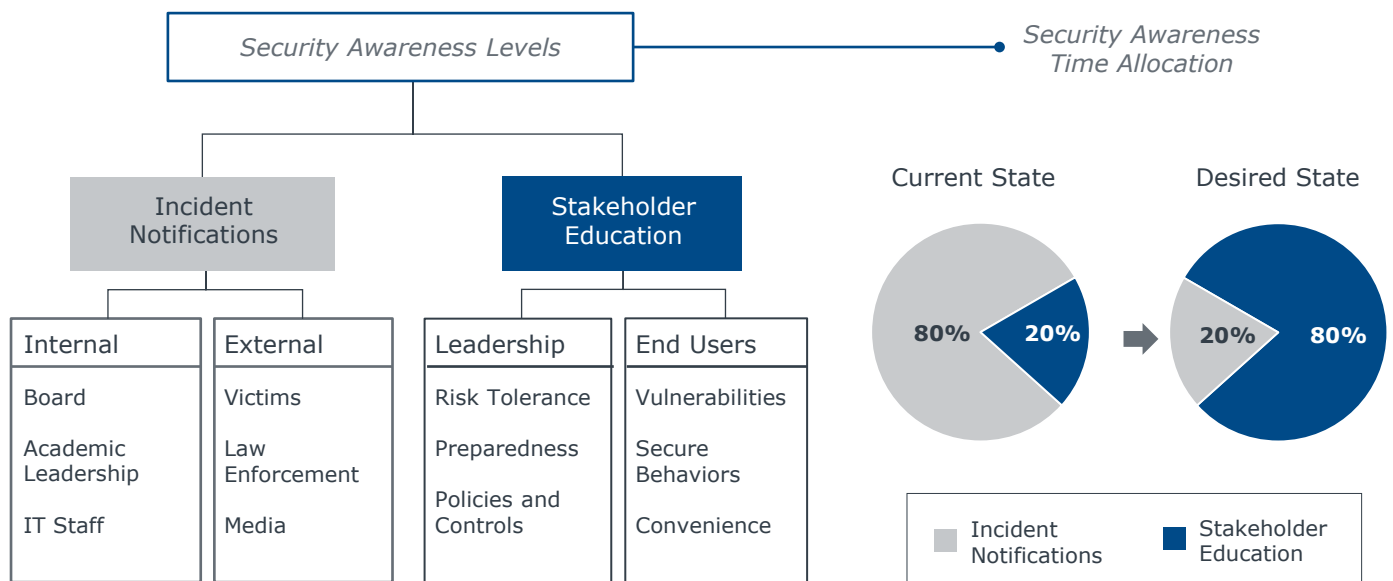 Security Awareness Levels
Security Awareness
Time Allocation
Incident
Notifications
Stakeholder
Education
Internal
Board
Academic
Leadership
IT Staff
External
Victims
Law
Enforcement
Media
Leadership
Risk Tolerance
Preparedness
Policies and
Controls
End Users
Vulnerabilities
Secure
Behaviors
Convenience
Current State
80%
20%
Desired State
20%
80%
Incident
Notifications
Stakeholder
Education